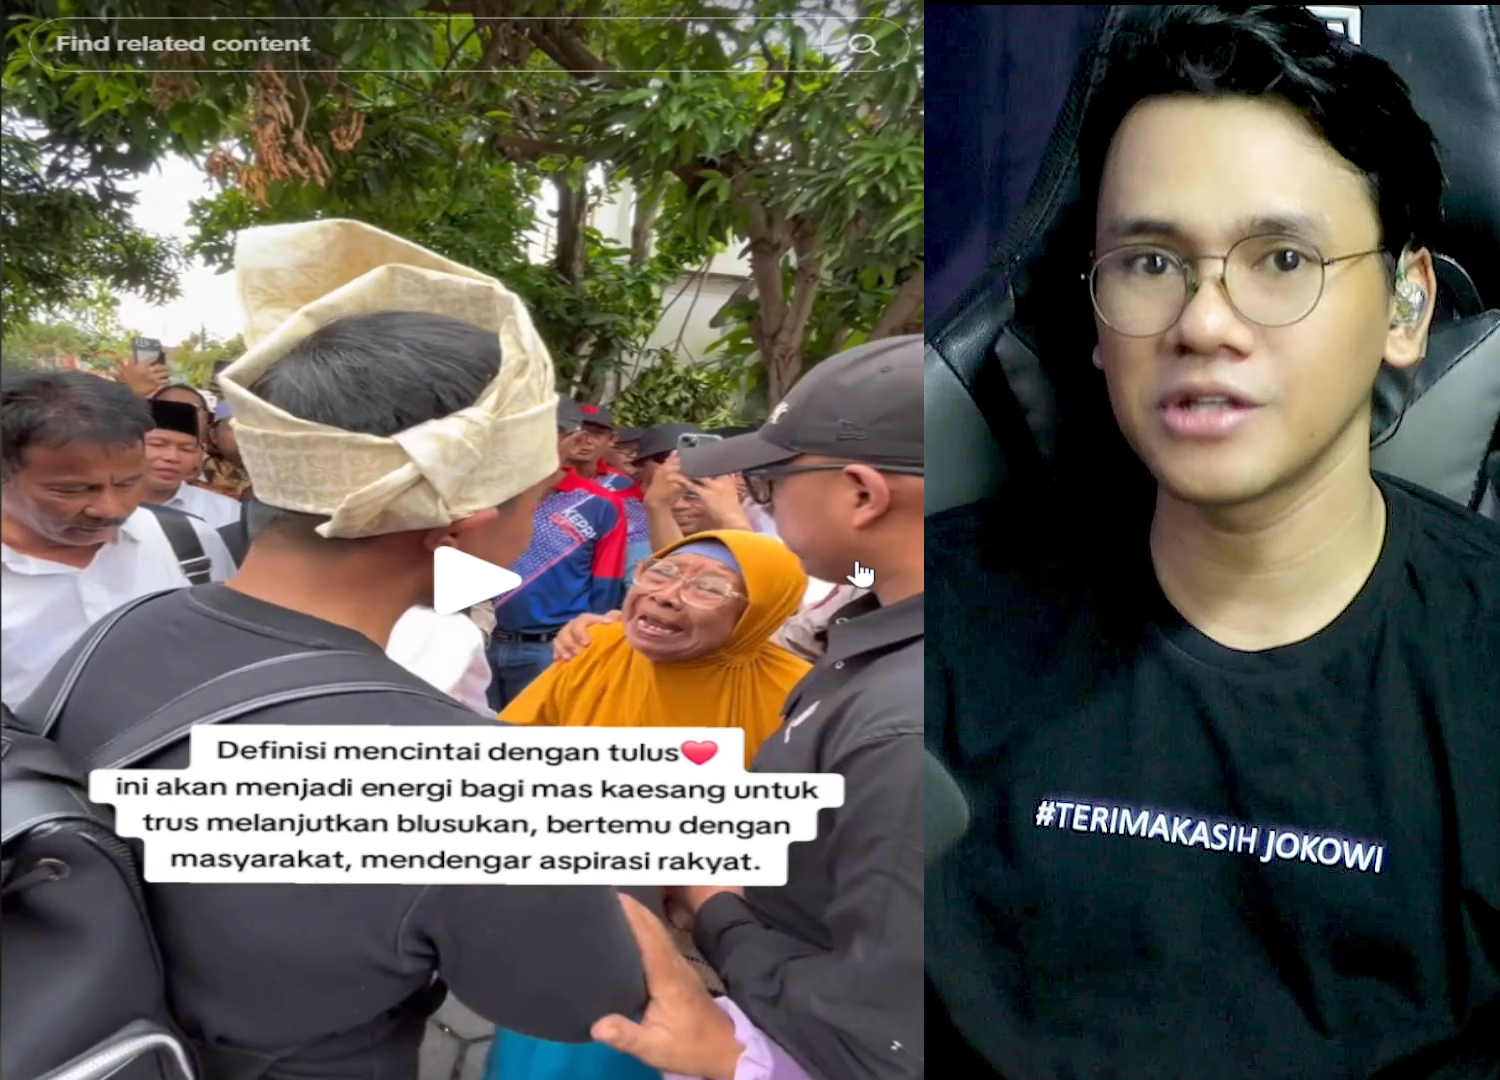 Find related content
KEPRI
Definisi mencintai dengan tulus❤️
ini akan menjadi energi bagi mas kaesang untuk
trus melanjutkan blusukan, bertemu dengan
masyarakat, mendengar aspirasi rakyat.
#TERIMAKASIH JOKOWI